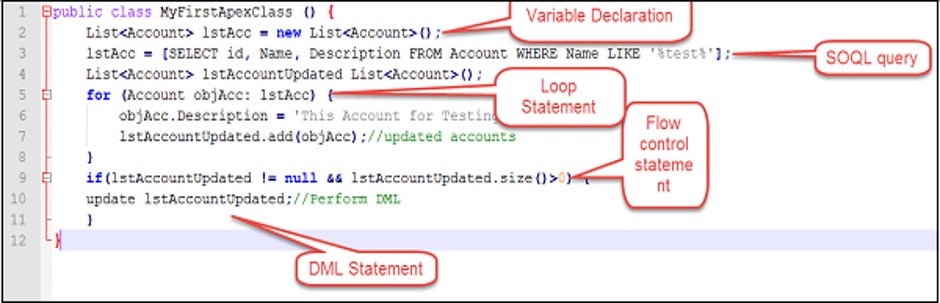 1 public class MyFirstApexClass () {
2 List<Account> lstAcc = new List<Account>();
3 lstAcc = [SELECT id, Name, Description FROM Account WHERE Name LIKE '%test%'];
4 List<Account> lstAccountUpdated List<Account>();
5 for (Account objAcc: lstAcc) {
6 objAcc.Description = 'This Account for Testing
7 lstAccountUpdated.add(objAcc);//updated accounts
8 }
9 if(lstAccountUpdated != null && lstAccountUpdated.size()>0) {
10 update lstAccountUpdated;//Perform DML
11 }
12 }
Variable Declaration
SOQL query
Loop
Statement
Flow
control
stateme
nt
DML Statement